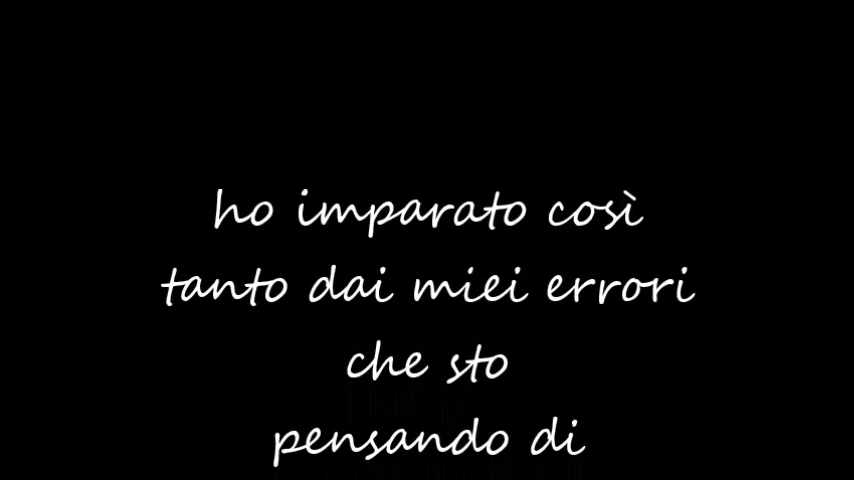 ho imparato così
tanto dai miei errori
che sto
pensando di